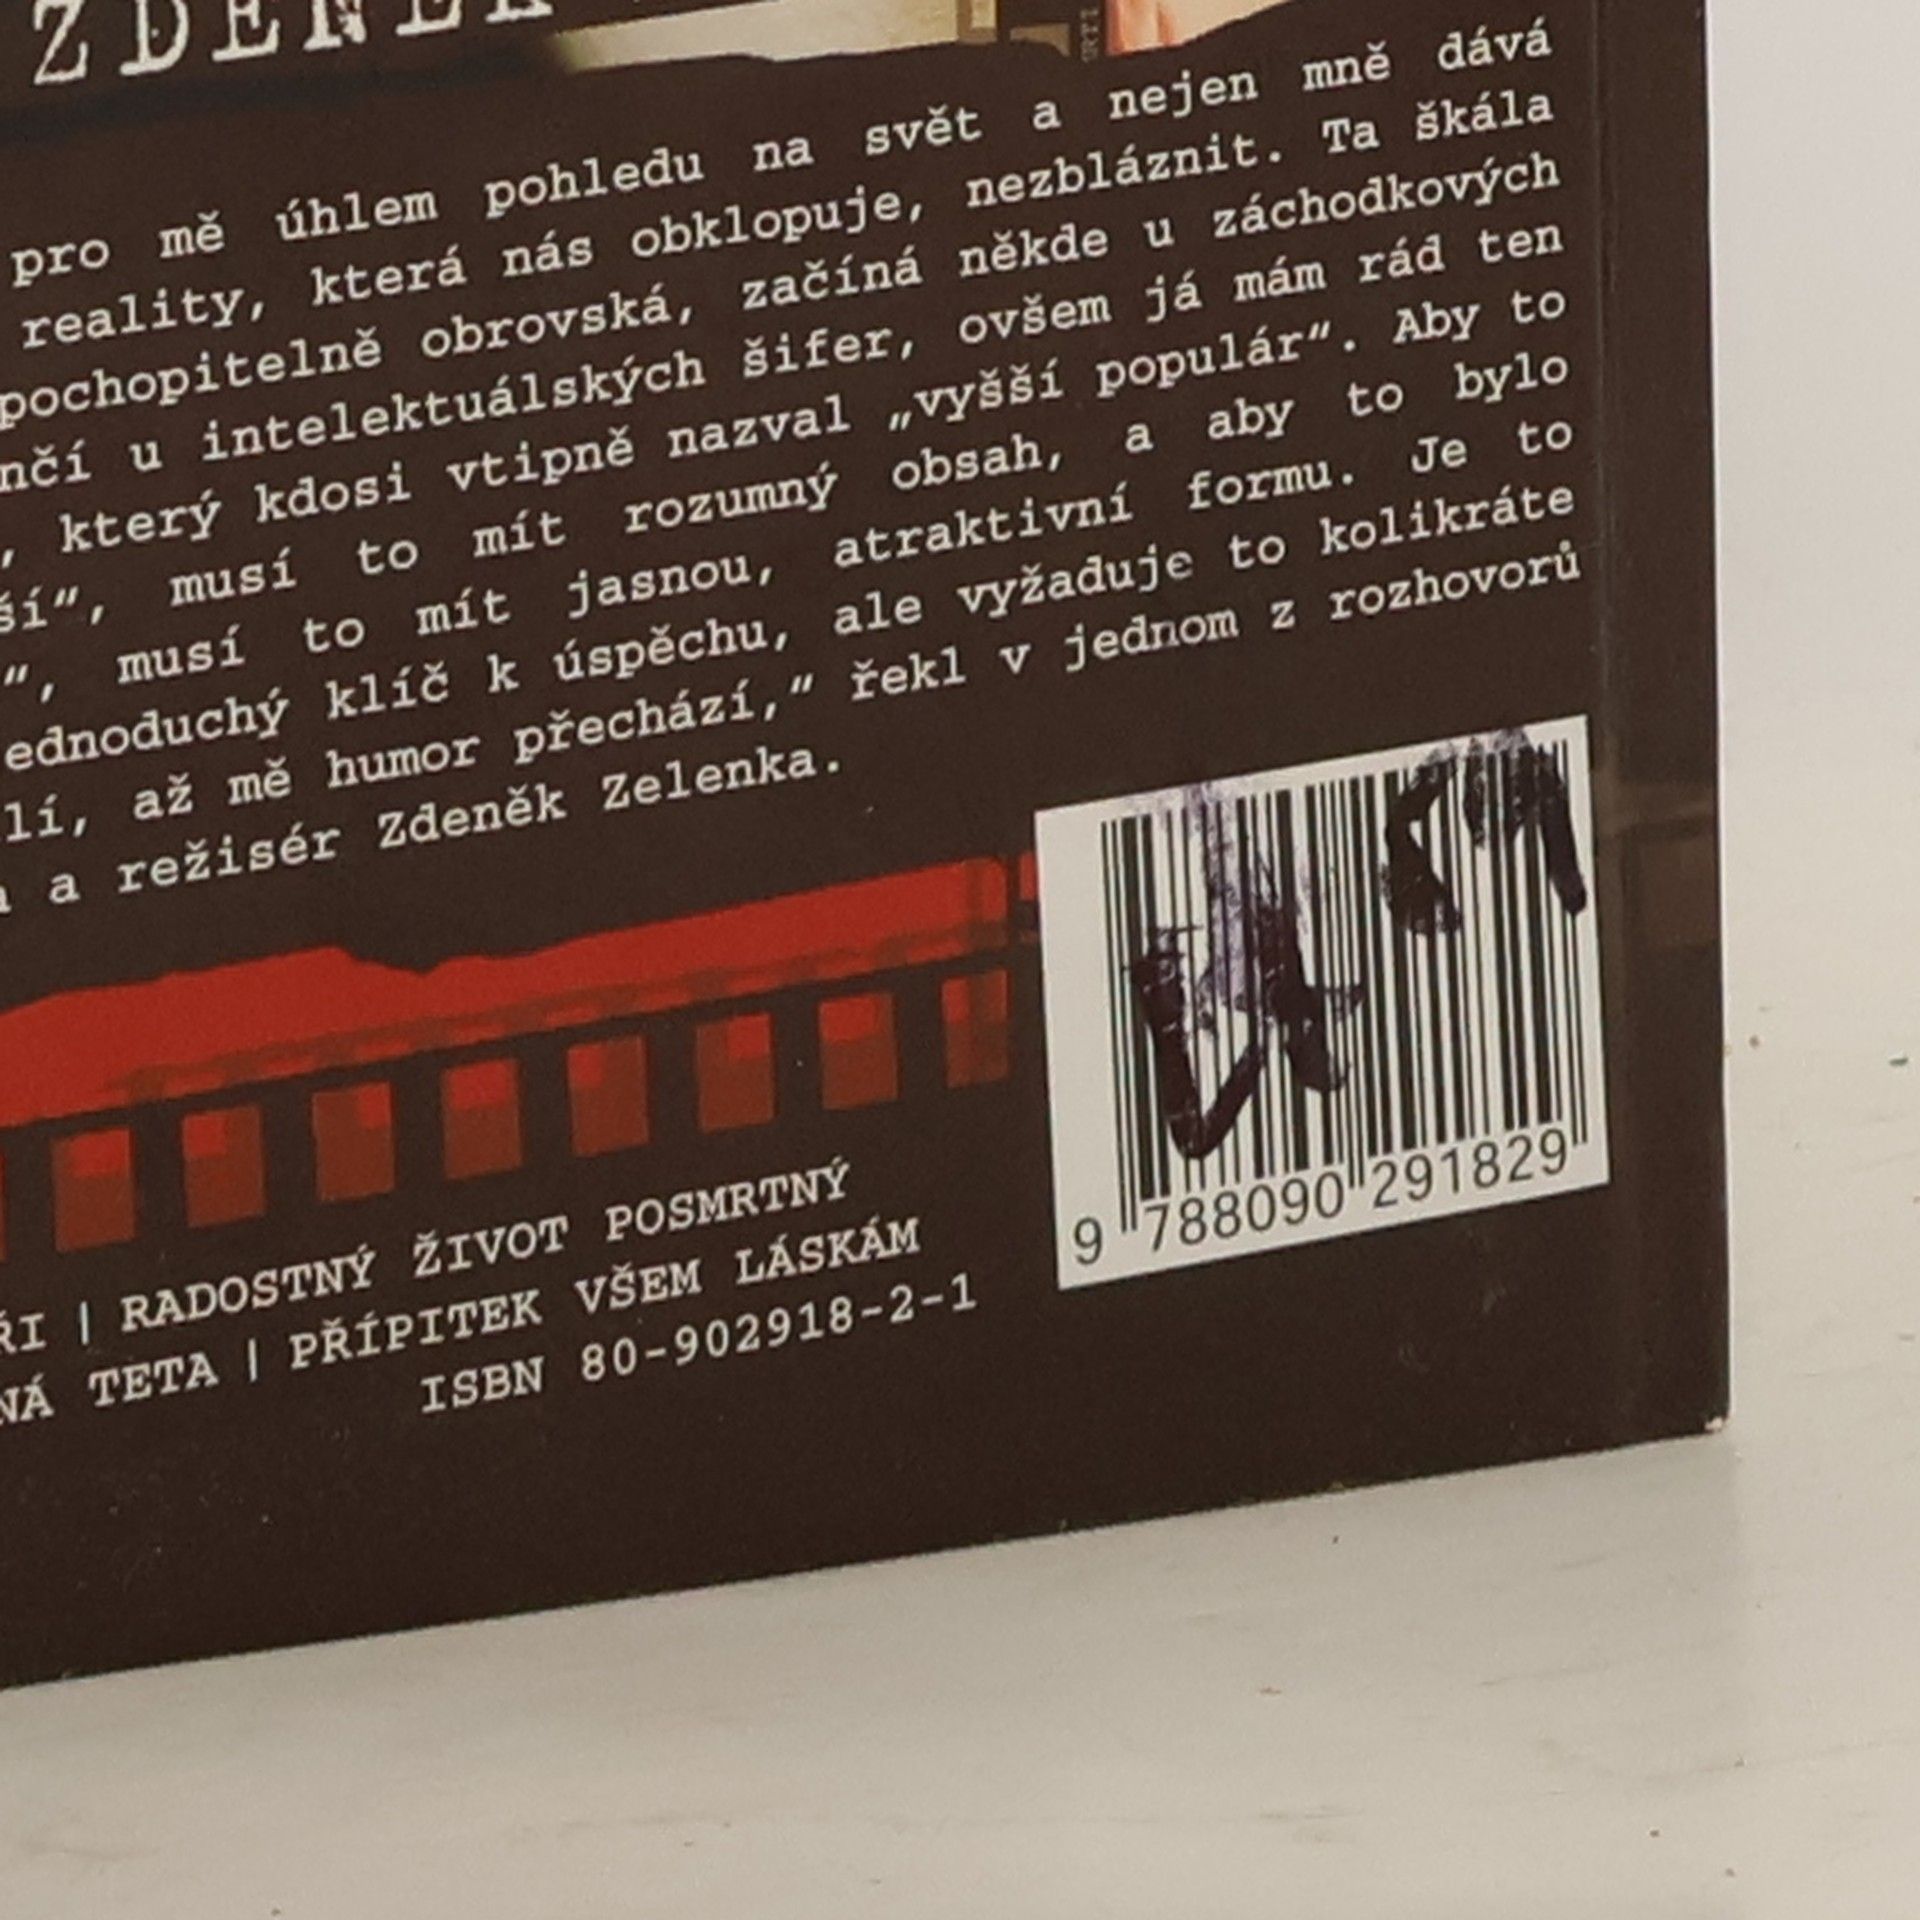 ZDENĚK
pro mě úhlem pohledu na svět a nejen mně dává
reality, která nás obklopuje, nezbláznit. Ta škála
pochopitelně obrovská, začíná někde u záchodkových
nčí u intelektuálských šifer, ovšem já mám rád ten
, který kdosi vtipně nazval „vyšší populár“. Aby to
ší“, musí to mít rozumný obsah, a aby to bylo
“, musí to mít jasnou, atraktivní formu. Je to
ednoduchý klíč k úspěchu, ale vyžaduje to kolikráte
lí, až mě humor přechází,“ řekl v jednom z rozhovorů
a režisér Zdeněk Zelenka.
9 788090 291829
ŘI | RADOSTNÝ ŽIVOT POSMRTNÝ
NÁ TETA | PŘÍPITEK VŠEM LÁSKÁM
ISBN 80-902918-2-1